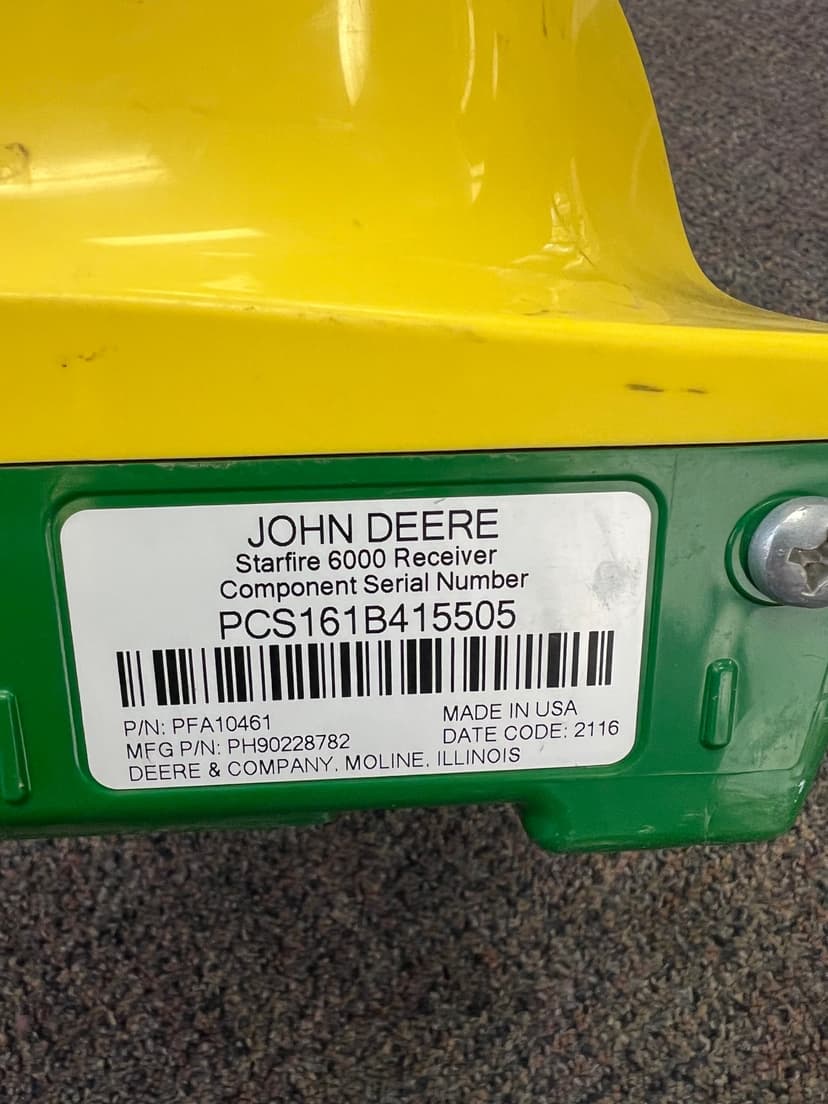 JOHN DEERE
Starfire 6000 Receiver
Component Serial Number
PCS161B415505
P/N: PFA10461
MFG P/N: PH90228782
DEERE & COMPANY, MOLINE, ILLINOIS
MADE IN USA
DATE CODE: 2116